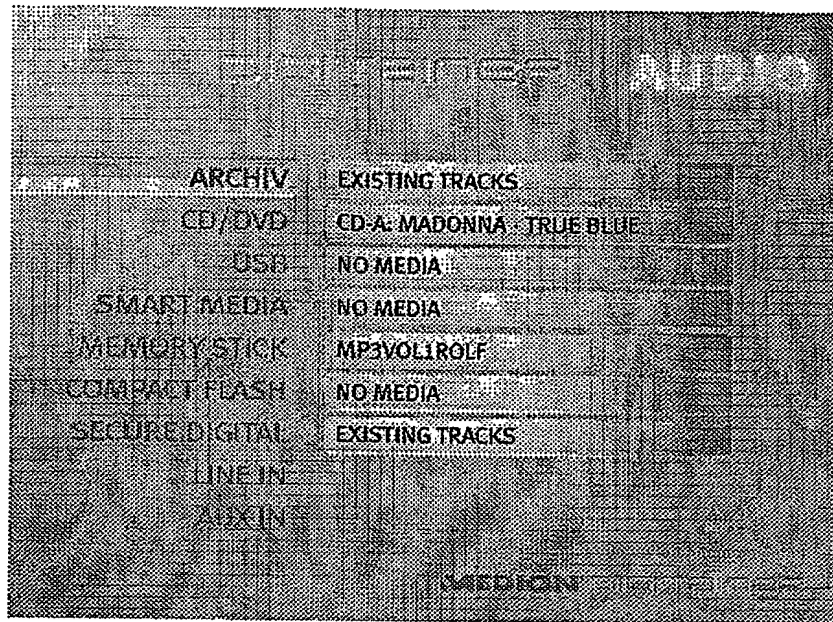 AUDIO
ARCHIV EXISTING TRACKS
CD/DVD CD-A: MADONNA - TRUE BLUE
USB NO MEDIA
SMART MEDIA NO MEDIA
MEMORY STICK MP3VOL1ROLF
COMPACT FLASH NO MEDIA
SECURE DIGITAL EXISTING TRACKS
LINE IN
AUX IN
MEDION